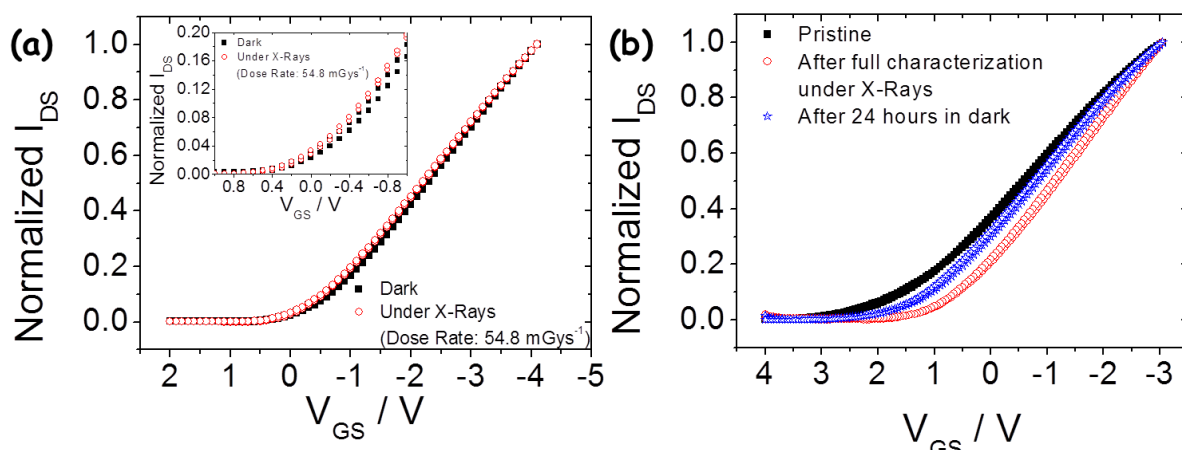 (a)
Normalized I_DS
1.0
0.8
0.6
0.4
0.2
0.0
2 1 0 -1 -2 -3 -4 -5
V_GS / V
Dark
Under X-Rays
(Dose Rate: 54.8 mGys⁻¹)
Normalized I_DS
0.20
0.16
0.12
0.08
0.04
0.00
0.8 0.4 0.0 -0.4 -0.8
V_GS / V
Dark
Under X-Rays
(Dose Rate: 54.8 mGys⁻¹)
(b)
Normalized I_DS
1.0
0.8
0.6
0.4
0.2
0.0
4 3 2 1 0 -1 -2 -3
V_GS / V
Pristine
After full characterization
under X-Rays
After 24 hours in dark